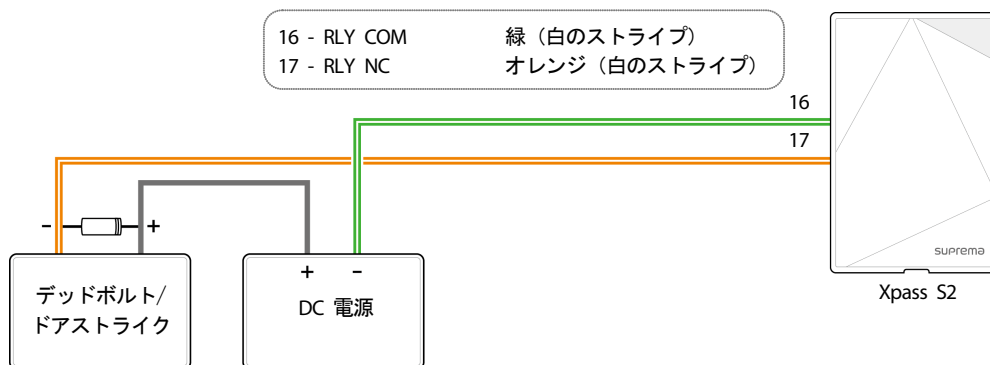 16 - RLY COM 緑（白のストライプ）
17 - RLY NC オレンジ（白のストライプ）
16
17
- +
+ -
デッドボルト/
ドアストライク
DC 電源
suprema
Xpass S2